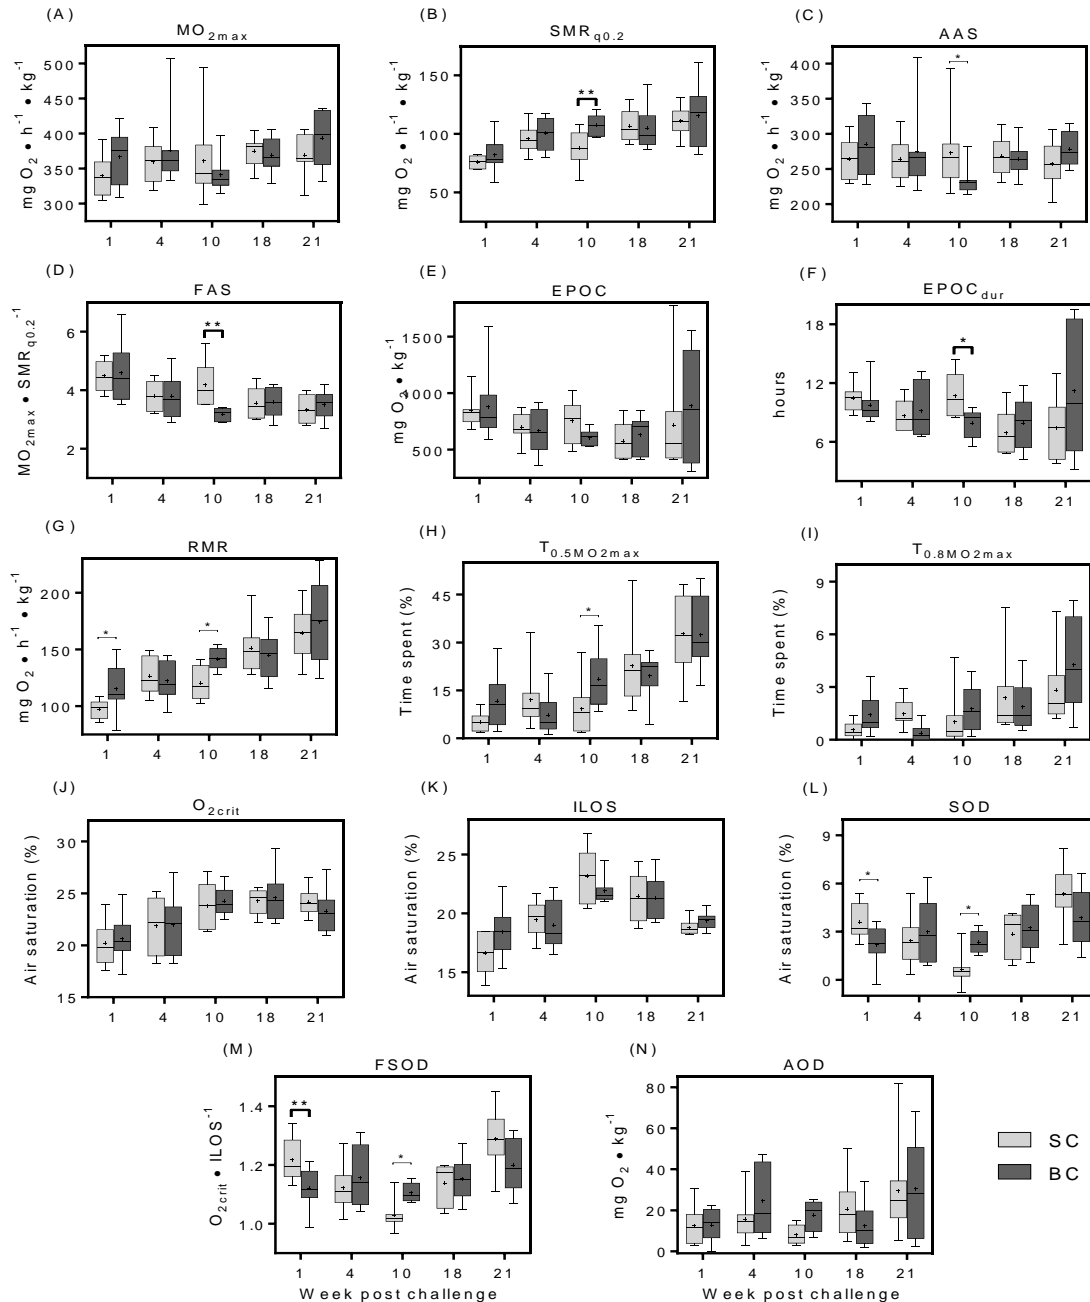 (A)
MO2max
mg O2 • h-1 • kg-1
500
450
400
350
300
1 4 10 18 21
(B)
SMRq0.2
mg O2 • h-1 • kg-1
150
100
50
**
1 4 10 18 21
(C)
AAS
mg O2 • h-1 • kg-1
400
350
300
250
200
*
1 4 10 18 21
(D)
FAS
MO2max • SMRq0.2
6
4
2
**
1 4 10 18 21
(E)
EPOC
mg O2 • kg-1
1500
1000
500
1 4 10 18 21
(F)
EPOCdur
hours
18
12
6
*
1 4 10 18 21
(G)
RMR
mg O2 • h-1 • kg-1
200
150
100
*
*
1 4 10 18 21
(H)
T0.5MO2max
Time spent (%)
45
30
15
0
*
1 4 10 18 21
(I)
T0.8MO2max
Time spent (%)
9
6
3
0
1 4 10 18 21
(J)
O2crit
Air saturation (%)
30
25
20
15
1 4 10 18 21
(K)
ILOS
Air saturation (%)
25
20
15
1 4 10 18 21
(L)
SOD
Air saturation (%)
9
6
3
0
*
*
1 4 10 18 21
(M)
FSOD
O2crit • ILOS-1
1.4
1.2
1.0
**
*
1 4 10 18 21
Week post challenge
(N)
AOD
mg O2 • kg-1
80
60
40
20
0
1 4 10 18 21
Week post challenge
SC
BC